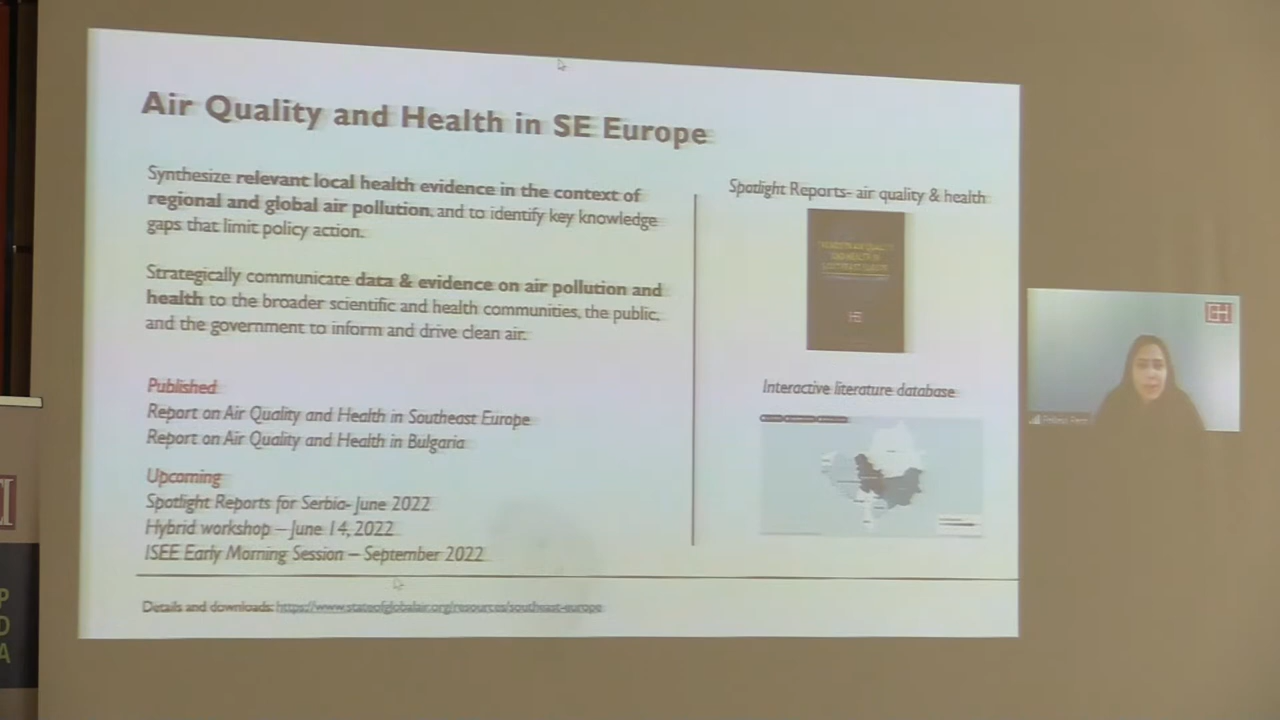 Air Quality and Health in SE Europe
Synthesize relevant local health evidence in the context of
regional and global air pollution, and to identify key knowledge
gaps that limit policy action.
Strategically communicate data & evidence on air pollution and
health to the broader scientific and health communities, the public,
and the government to inform and drive clean air.
Published
Report on Air Quality and Health in Southeast Europe
Report on Air Quality and Health in Bulgaria
Upcoming
Spotlight Reports for Serbia- June 2022
Hybrid workshop – June 14, 2022
ISEE Early Morning Session – September 2022
Details and downloads: https://www.stateofglobalair.org/resources/southeast-europe
Spotlight Reports- air quality & health
Interactive literature database
P
D
A